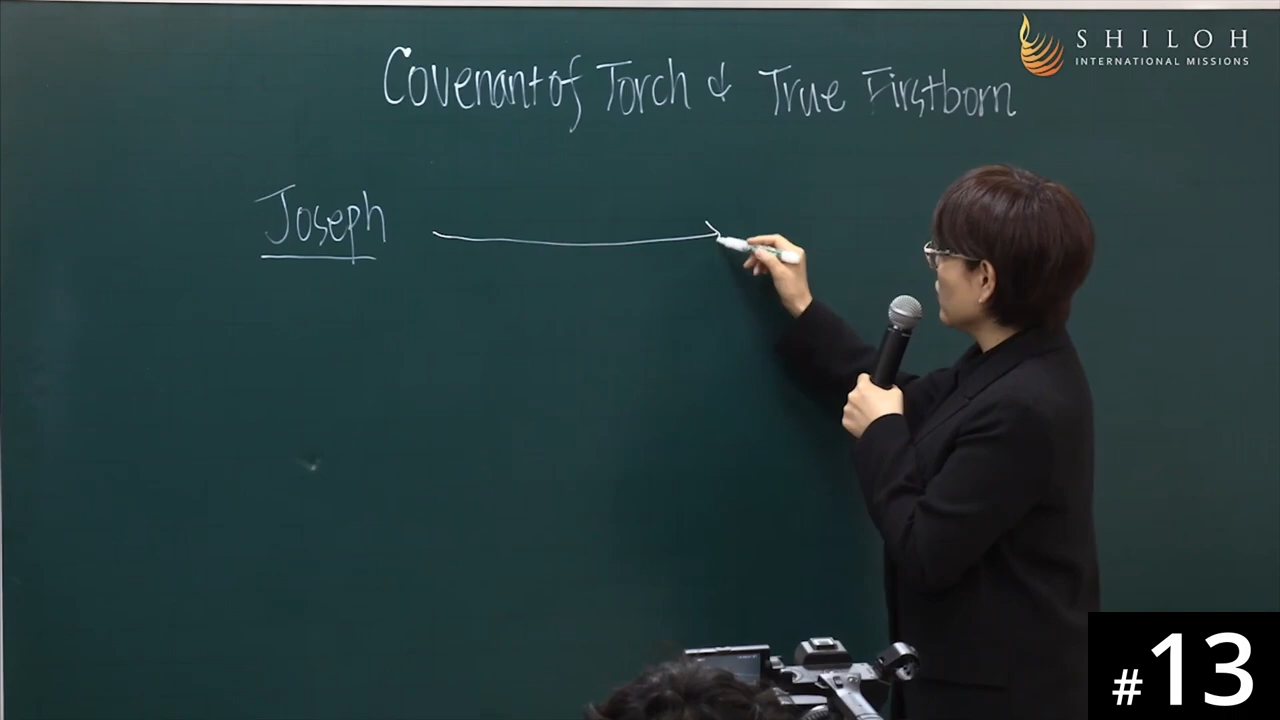 SHILOH
INTERNATIONAL MISSIONS
Covenant of Torch & True Firstborn
Joseph
#13